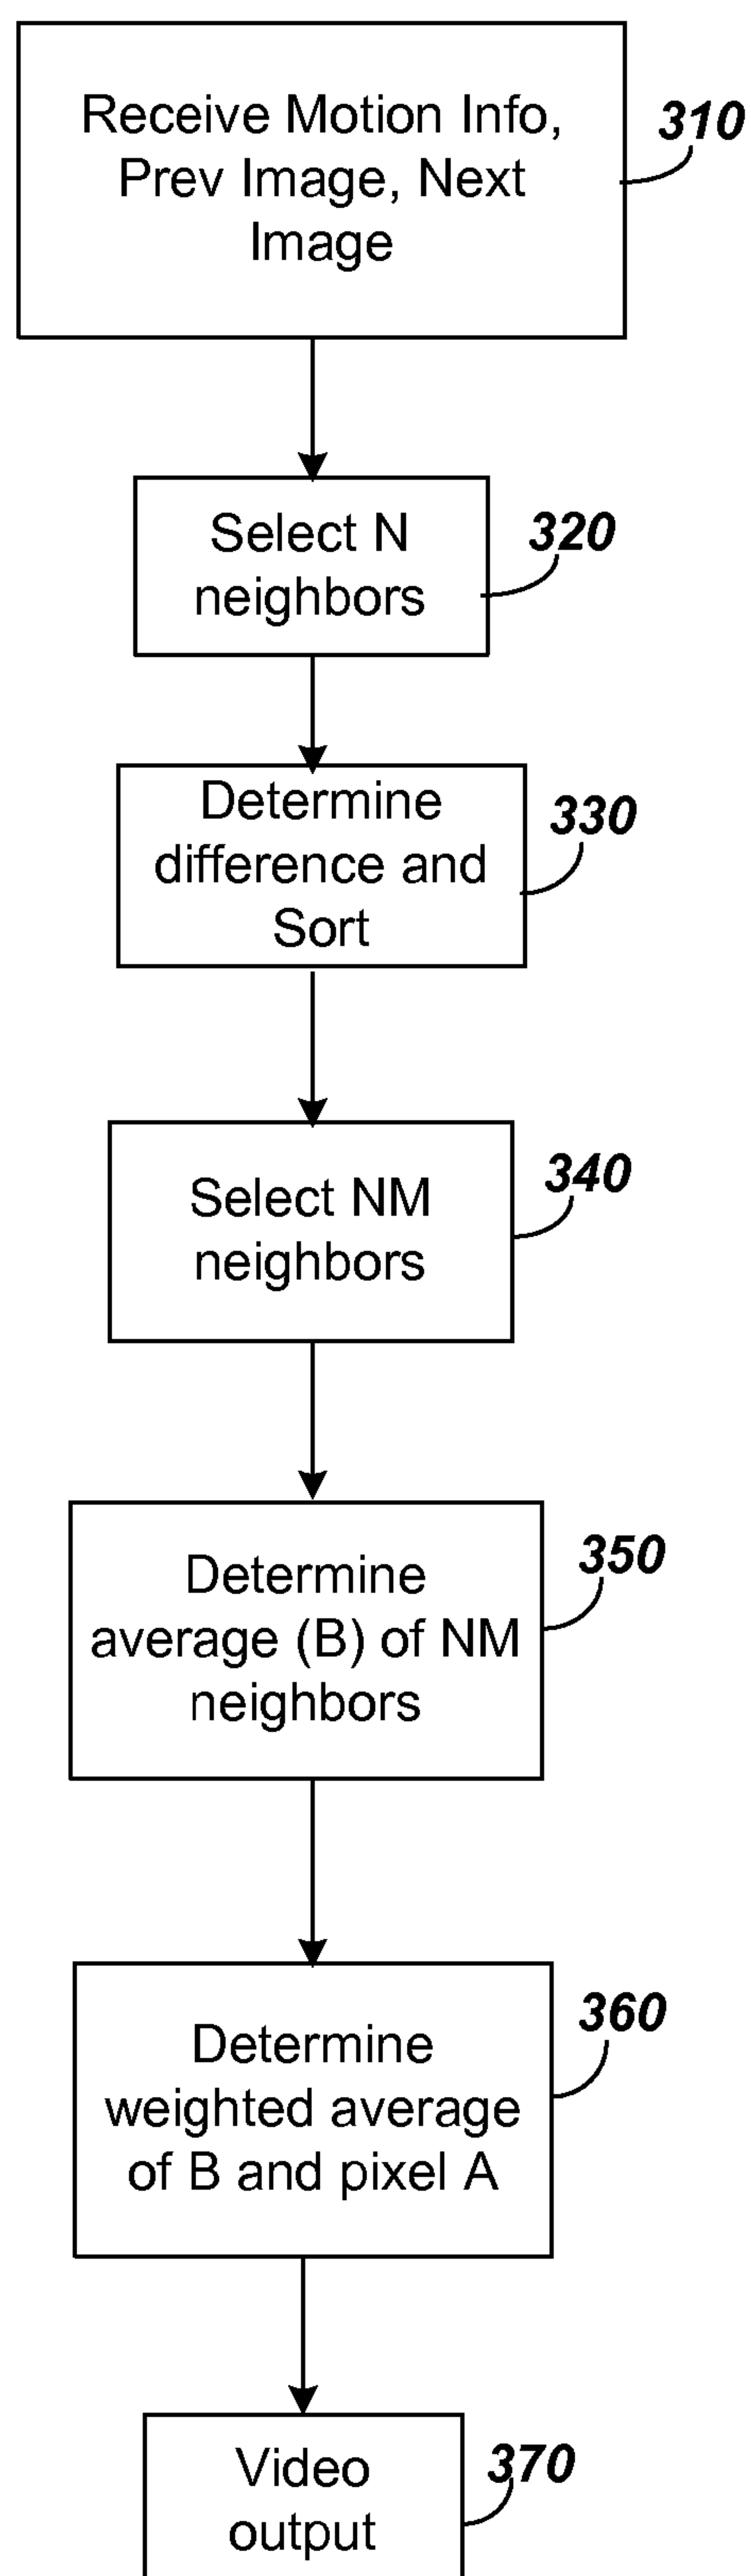 Receive Motion Info,
Prev Image, Next
Image
310
Select N
neighbors
320
Determine
difference and
Sort
330
Select NM
neighbors
340
Determine
average (B) of NM
neighbors
350
Determine
weighted average
of B and pixel A
360
Video
output
370